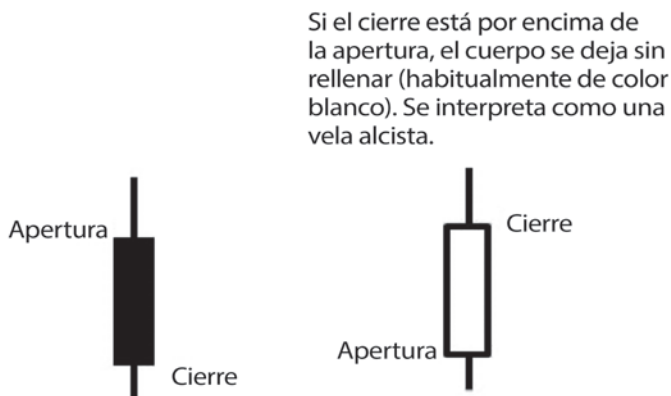 Si el cierre está por encima de
la apertura, el cuerpo se deja sin
rellenar (habitualmente de color
blanco). Se interpreta como una
vela alcista.
Apertura
Cierre
Cierre
Apertura